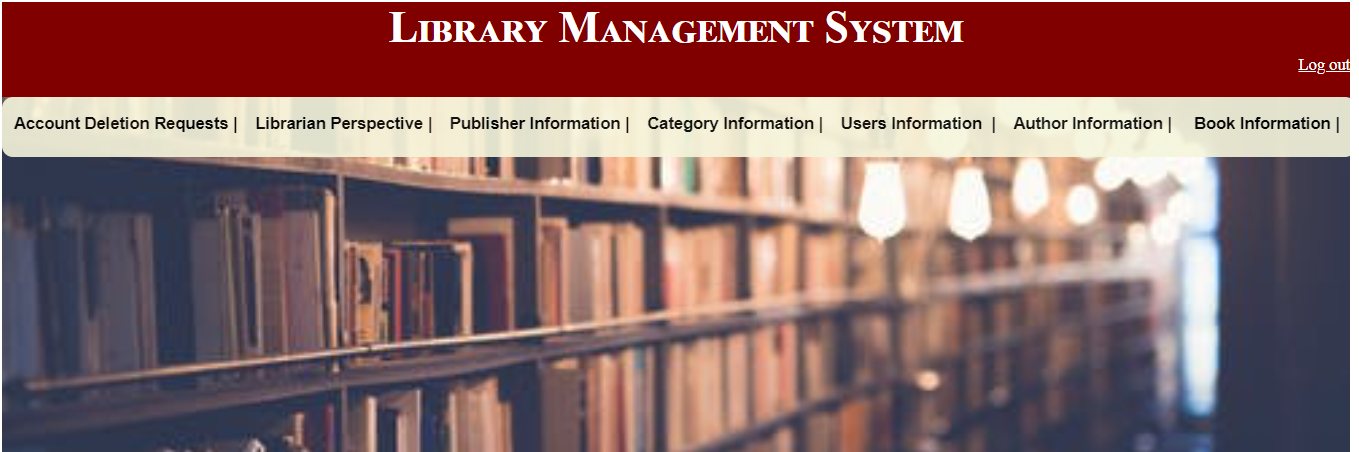 LIBRARY MANAGEMENT SYSTEM
Log out
Account Deletion Requests | Librarian Perspective | Publisher Information | Category Information | Users Information | Author Information | Book Information |